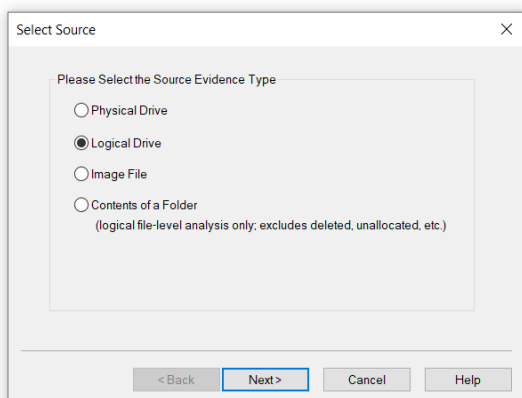 Select Source
Please Select the Source Evidence Type
Physical Drive
Logical Drive
Image File
Contents of a Folder
(logical file-level analysis only; excludes deleted, unallocated, etc.)
< Back Next > Cancel Help